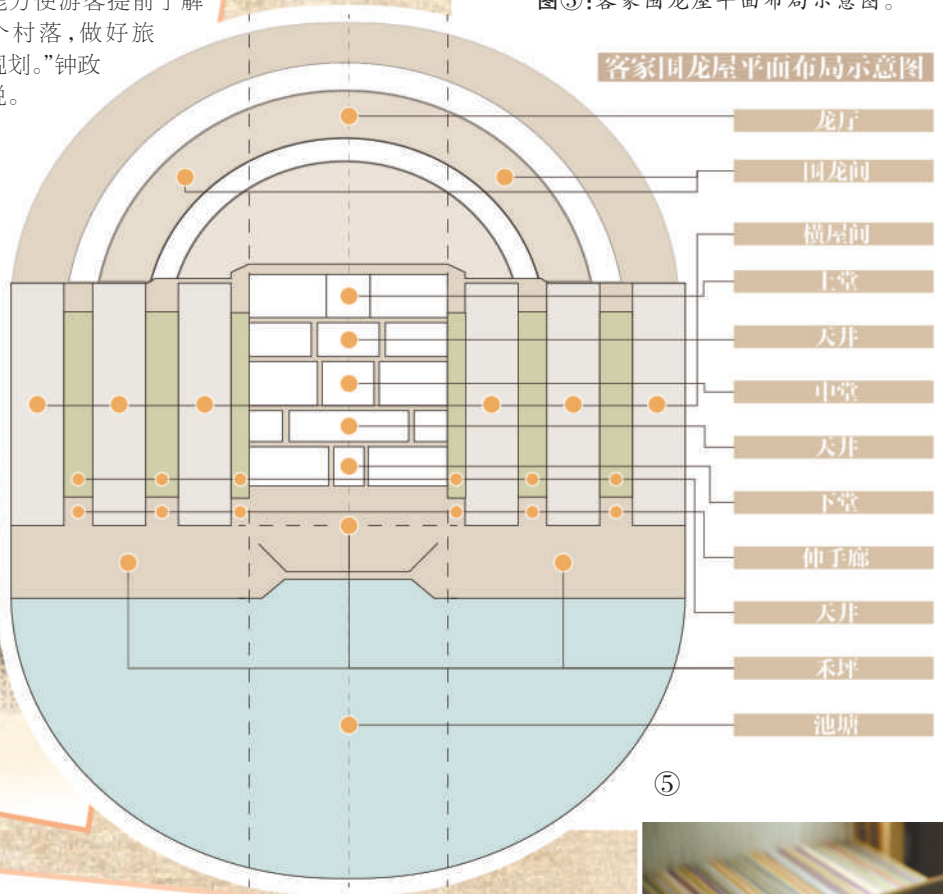 能方便游客提前了解
个村落,做好旅
规划。”钟政
说。
图⑤:客家围龙屋平面布局示意图。
客家围龙屋平面布局示意图
龙厅
围龙间
横屋间
上堂
天井
中堂
天井
下堂
伸手廊
天井
禾坪
池塘
⑤